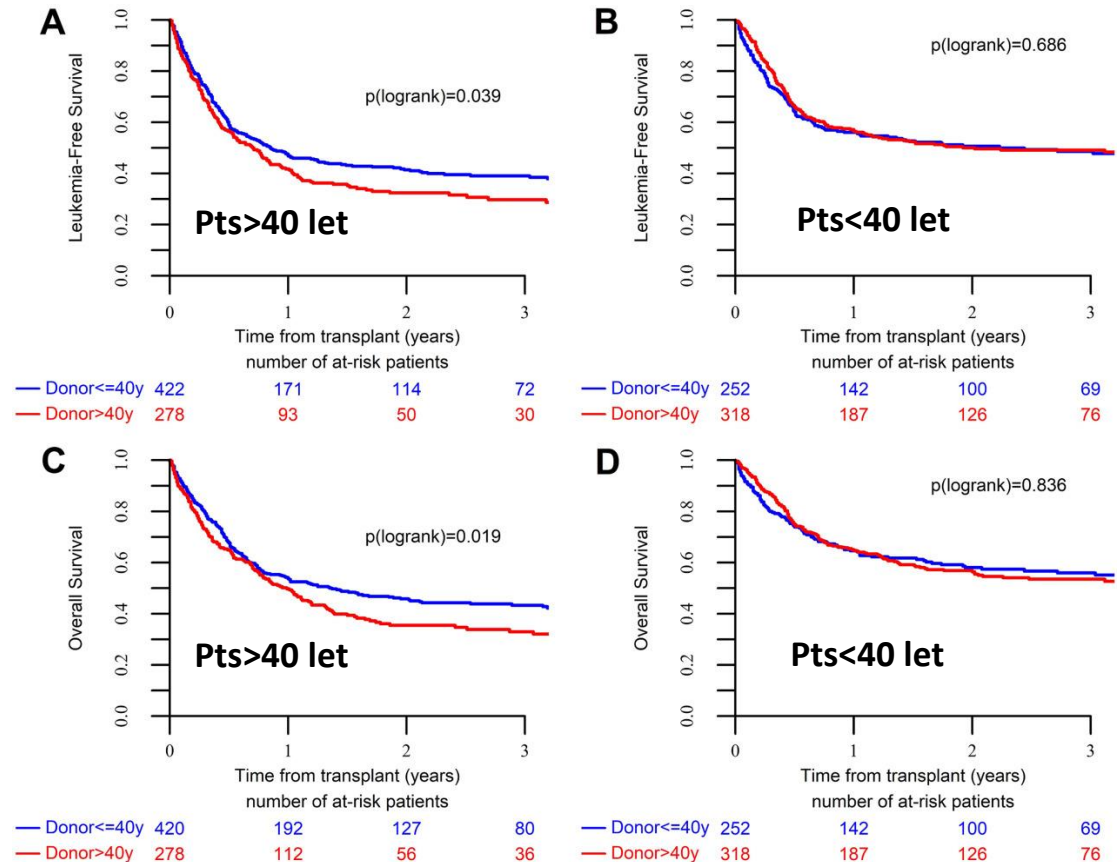 A
Leukemia-Free Survival
1.0
0.8
0.6
0.4
0.2
0.0
p(logrank)=0.039
Pts>40 let
0 1 2 3
Time from transplant (years)
number of at-risk patients
Donor<=40y 422 171 114 72
Donor>40y 278 93 50 30
B
Leukemia-Free Survival
1.0
0.8
0.6
0.4
0.2
0.0
p(logrank)=0.686
Pts<40 let
0 1 2 3
Time from transplant (years)
number of at-risk patients
Donor<=40y 252 142 100 69
Donor>40y 318 187 126 76
C
Overall Survival
1.0
0.8
0.6
0.4
0.2
0.0
p(logrank)=0.019
Pts>40 let
0 1 2 3
Time from transplant (years)
number of at-risk patients
Donor<=40y 420 192 127 80
Donor>40y 278 112 56 36
D
Overall Survival
1.0
0.8
0.6
0.4
0.2
0.0
p(logrank)=0.836
Pts<40 let
0 1 2 3
Time from transplant (years)
number of at-risk patients
Donor<=40y 252 142 100 69
Donor>40y 318 187 126 76